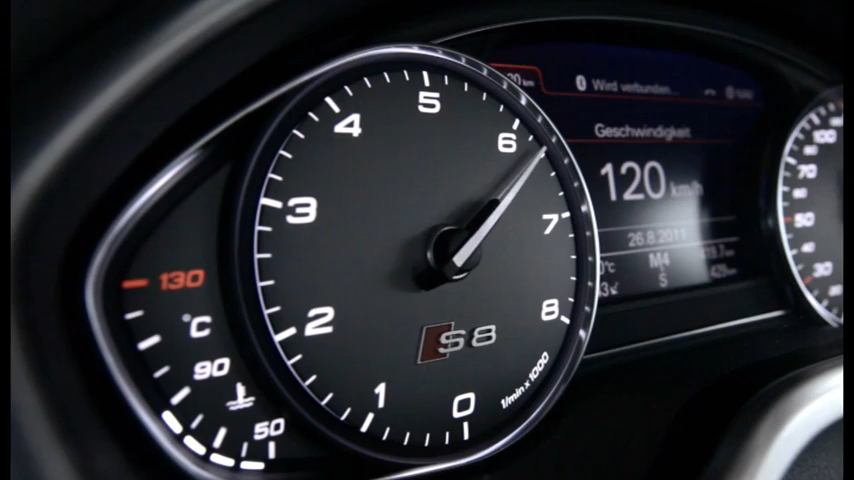 5
4
6
3
7
2
8
1
0
S8
1/min x 1000
130
°C
90
50
km
Wird verbunden...
Geschwindigkeit
120 km/h
26.8.2011
°C M4
S
100
70
50
30